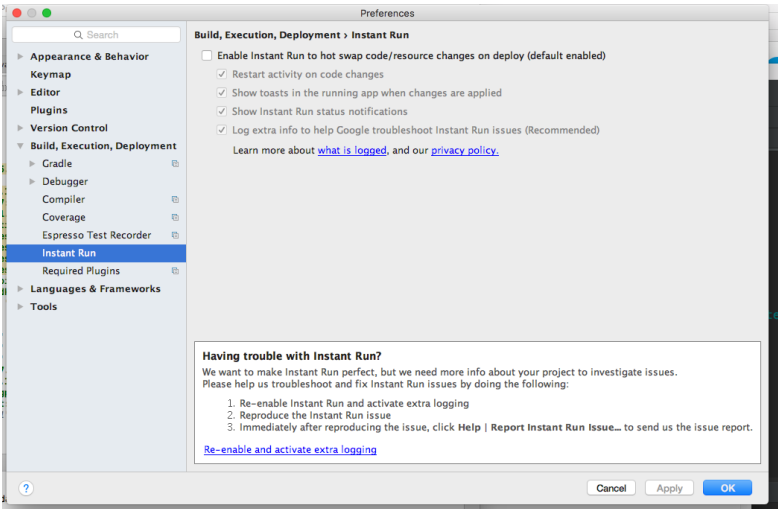 Preferences
Search
Appearance & Behavior
Keymap
Editor
Plugins
Version Control
Build, Execution, Deployment
Gradle
Debugger
Compiler
Coverage
Espresso Test Recorder
Instant Run
Required Plugins
Languages & Frameworks
Tools
Build, Execution, Deployment › Instant Run
Enable Instant Run to hot swap code/resource changes on deploy (default enabled)
Restart activity on code changes
Show toasts in the running app when changes are applied
Show Instant Run status notifications
Log extra info to help Google troubleshoot Instant Run issues (Recommended)
Learn more about what is logged, and our privacy policy.
Having trouble with Instant Run?
We want to make Instant Run perfect, but we need more info about your project to investigate issues.
Please help us troubleshoot and fix Instant Run issues by doing the following:
1. Re-enable Instant Run and activate extra logging
2. Reproduce the Instant Run issue
3. Immediately after reproducing the issue, click Help | Report Instant Run Issue... to send us the issue report.
Re-enable and activate extra logging
?
Cancel
Apply
OK